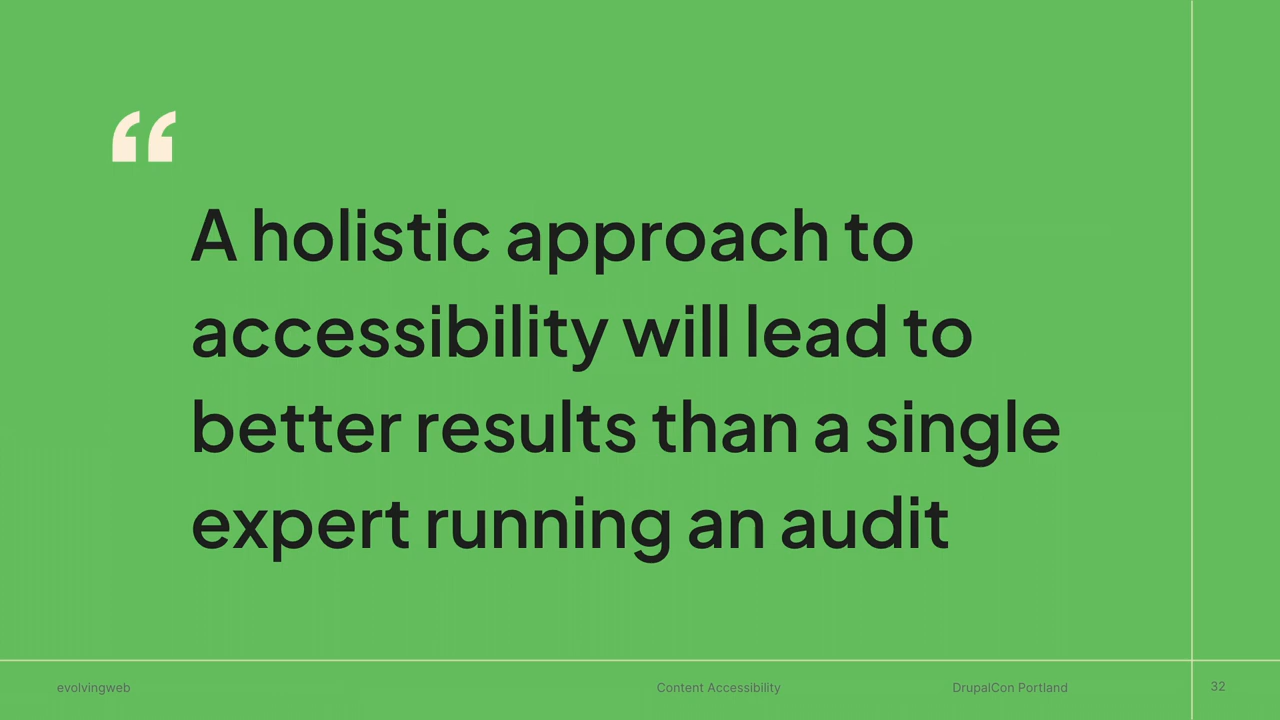 “
A holistic approach to
accessibility will lead to
better results than a single
expert running an audit
evolvingweb
Content Accessibility
DrupalCon Portland
32